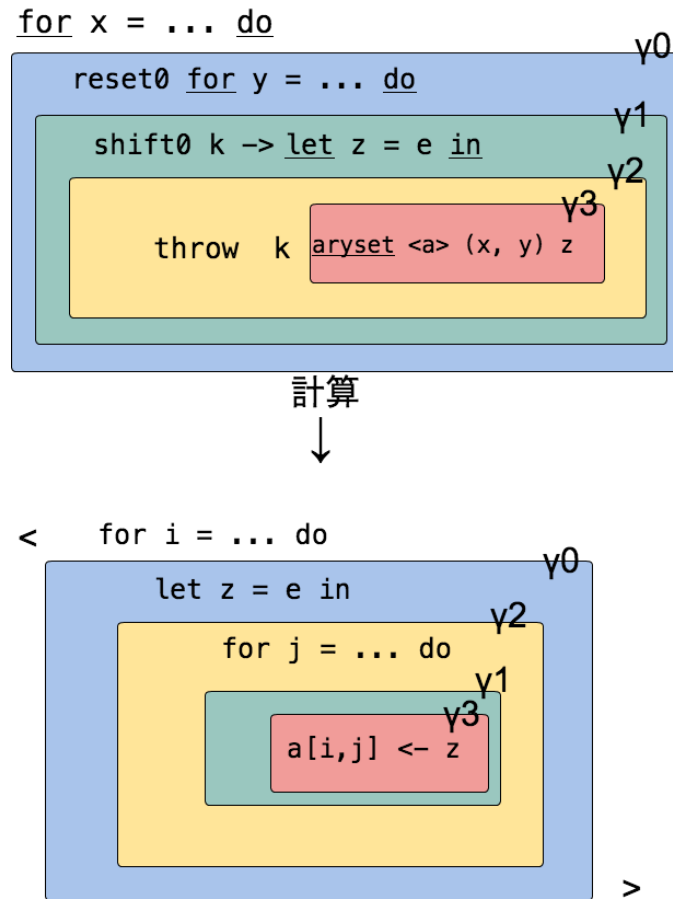 for x = ... do
γ0
reset0 for y = ... do
γ1
shift0 k -> let z = e in
γ2
γ3
throw k aryset <a> (x, y) z
計算
↓
< for i = ... do
γ0
let z = e in
γ2
for j = ... do
γ1
γ3
a[i,j] <- z
>